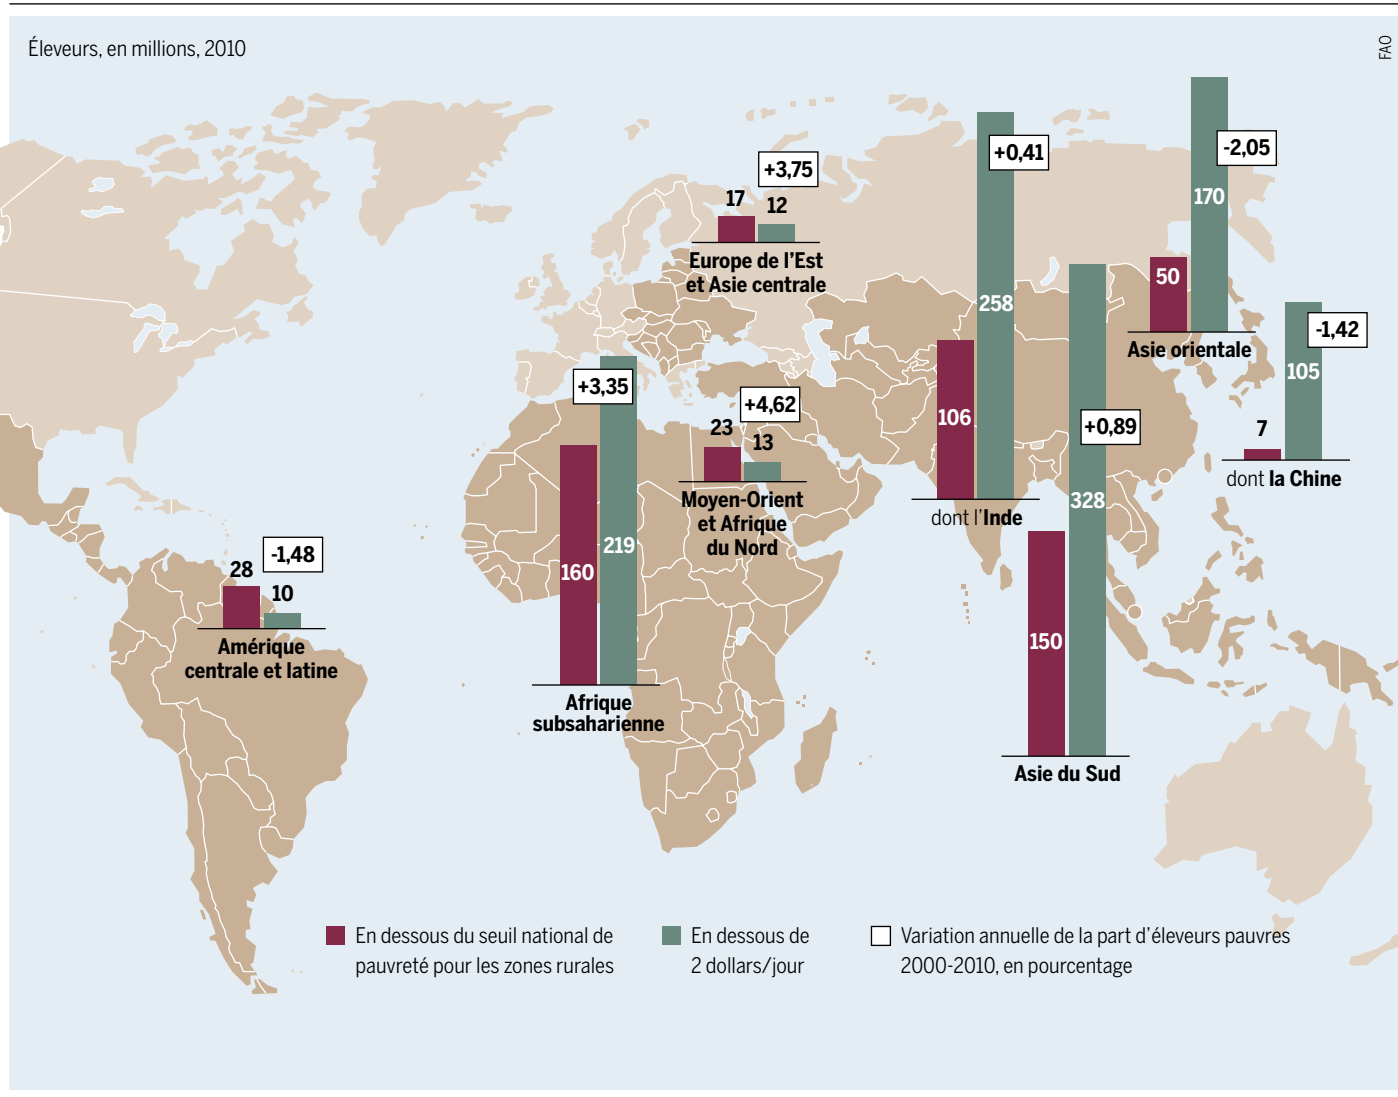 Éleveurs, en millions, 2010
FAO
+0,41
258
106
dont l'Inde
-2,05
170
50
Asie orientale
+3,75
17
12
Europe de l'Est
et Asie centrale
-1,42
105
7
dont la Chine
+3,35
219
160
Afrique
subsaharienne
+4,62
23
13
Moyen-Orient
et Afrique
du Nord
+0,89
328
150
Asie du Sud
-1,48
28
10
Amérique
centrale et latine
En dessous du seuil national de
pauvreté pour les zones rurales
En dessous de
2 dollars/jour
Variation annuelle de la part d'éleveurs pauvres
2000-2010, en pourcentage